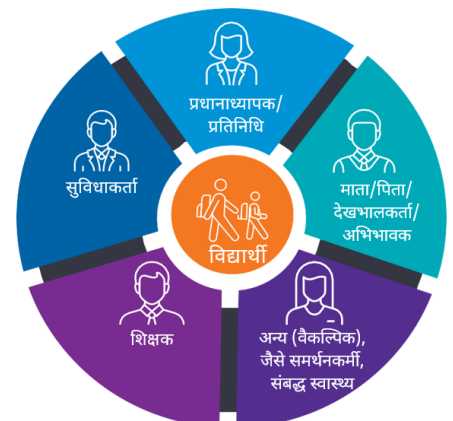 प्रधानाध्यापक/
प्रतिनिधि
सुविधाकर्ता
माता/पिता/
देखभालकर्ता/
अभिभावक
विद्यार्थी
शिक्षक
अन्य (वैकल्पिक),
जैसे समर्थनकर्मी,
संबद्ध स्वास्थ्य